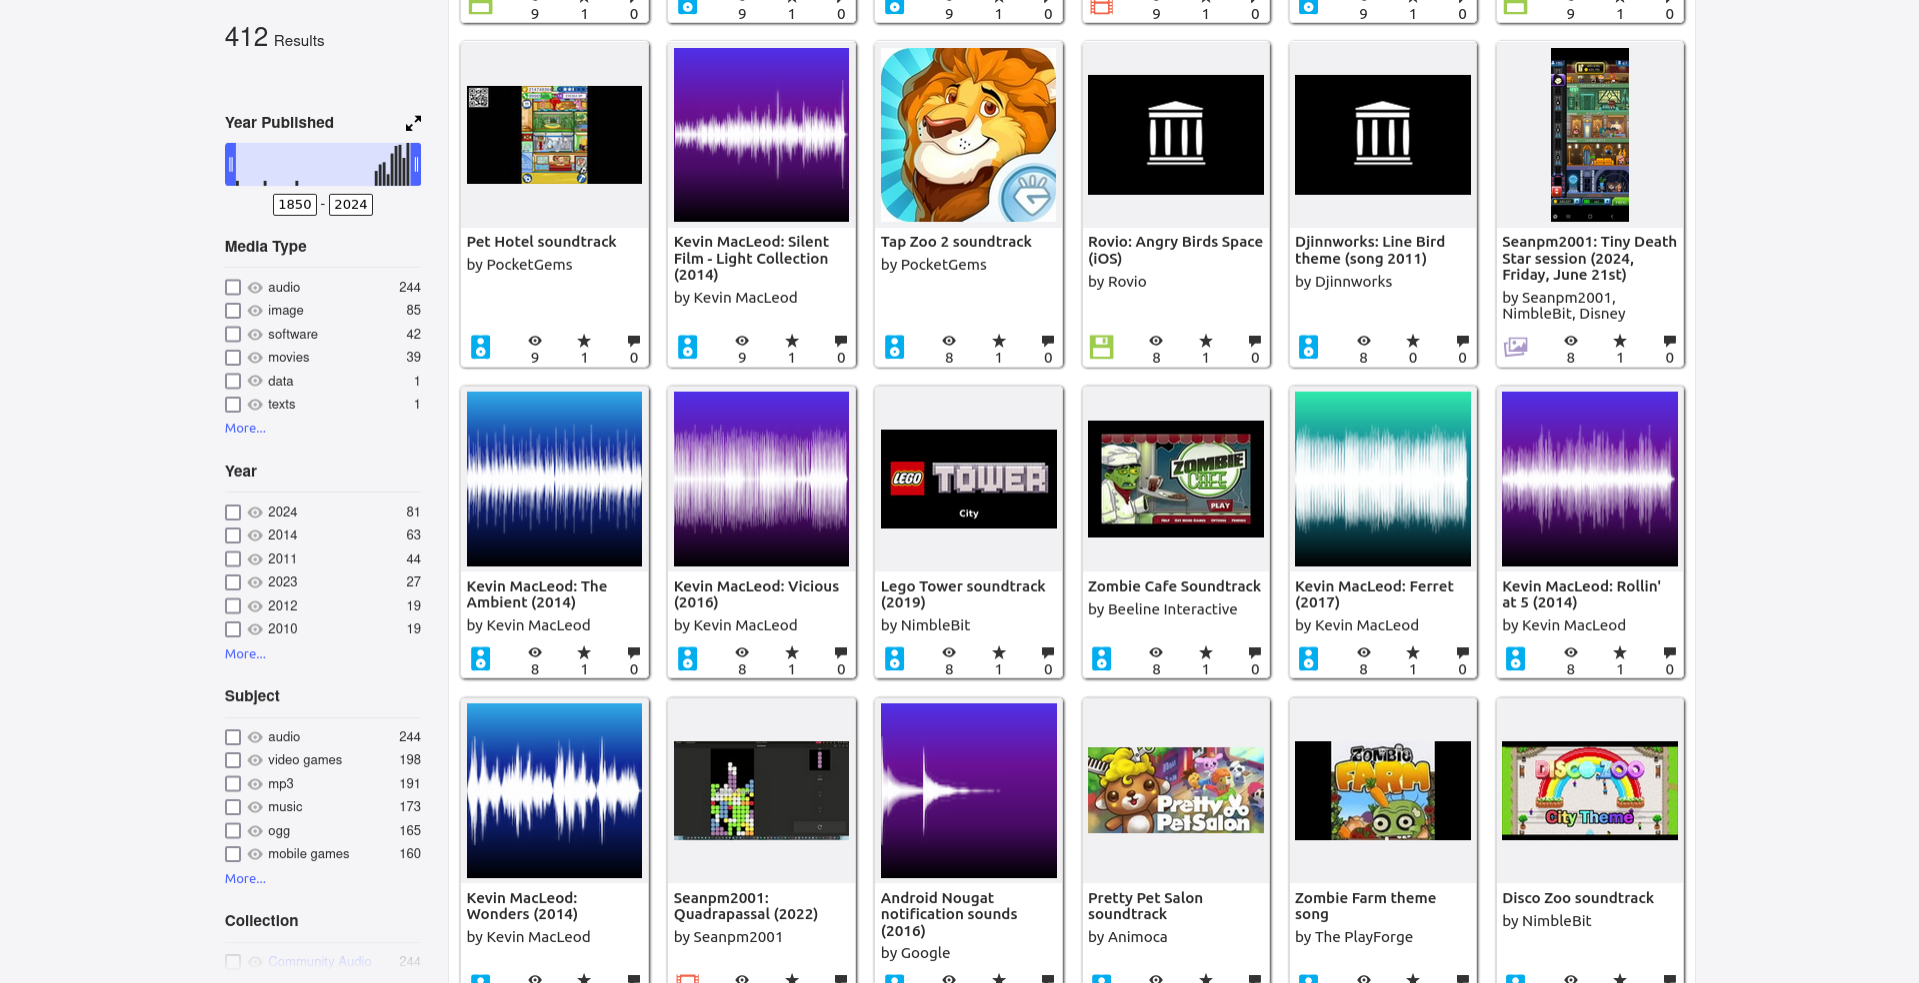 412 Results
Year Published
1850 - 2024
Media Type
audio 244
image 85
software 42
movies 39
data 1
texts 1
More...
Year
2024 81
2014 63
2011 44
2023 27
2012 19
2010 19
More...
Subject
audio 244
video games 198
mp3 191
music 173
ogg 165
mobile games 160
More...
Collection
Community Audio 244
9 1 0
9 1 0
9 1 0
9 1 0
9 1 0
9 1 0
Pet Hotel soundtrack
by PocketGems
9 1 0
Kevin MacLeod: Silent
Film - Light Collection
(2014)
by Kevin MacLeod
9 1 0
Tap Zoo 2 soundtrack
by PocketGems
8 1 0
Rovio: Angry Birds Space
(iOS)
by Rovio
8 1 0
Djinnworks: Line Bird
theme (song 2011)
by Djinnworks
8 0 0
Seanpm2001: Tiny Death
Star session (2024,
Friday, June 21st)
by Seanpm2001,
NimbleBit, Disney
8 1 0
Kevin MacLeod: The
Ambient (2014)
by Kevin MacLeod
8 1 0
Kevin MacLeod: Vicious
(2016)
by Kevin MacLeod
8 1 0
LEGO TOWER
City
Lego Tower soundtrack
(2019)
by NimbleBit
8 1 0
ZOMBIE
CAFE
PLAY
Zombie Cafe Soundtrack
by Beeline Interactive
8 1 0
Kevin MacLeod: Ferret
(2017)
by Kevin MacLeod
8 1 0
Kevin MacLeod: Rollin'
at 5 (2014)
by Kevin MacLeod
8 1 0
Kevin MacLeod:
Wonders (2014)
by Kevin MacLeod
Seanpm2001:
Quadrapassal (2022)
by Seanpm2001
Android Nougat
notification sounds
(2016)
by Google
Pretty
Pet Salon
Pretty Pet Salon
soundtrack
by Animoca
ZOMBIE
FARM
Zombie Farm theme
song
by The PlayForge
DISCO ZOO
City Theme
Disco Zoo soundtrack
by NimbleBit